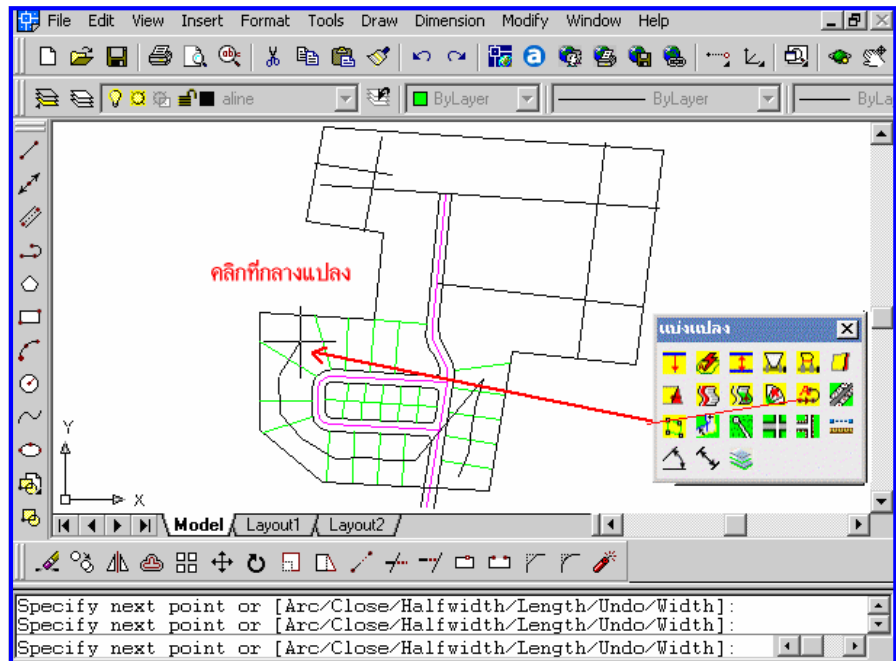 File Edit View Insert Format Tools Draw Dimension Modify Window Help
abc
a
aline
ByLayer
ByLayer
ByLa
คลิกที่กลางแปลง
แบ่งแปลง
Y
X
Model
Layout1
Layout2
Specify next point or [Arc/Close/Halfwidth/Length/Undo/Width]:
Specify next point or [Arc/Close/Halfwidth/Length/Undo/Width]:
Specify next point or [Arc/Close/Halfwidth/Length/Undo/Width]: